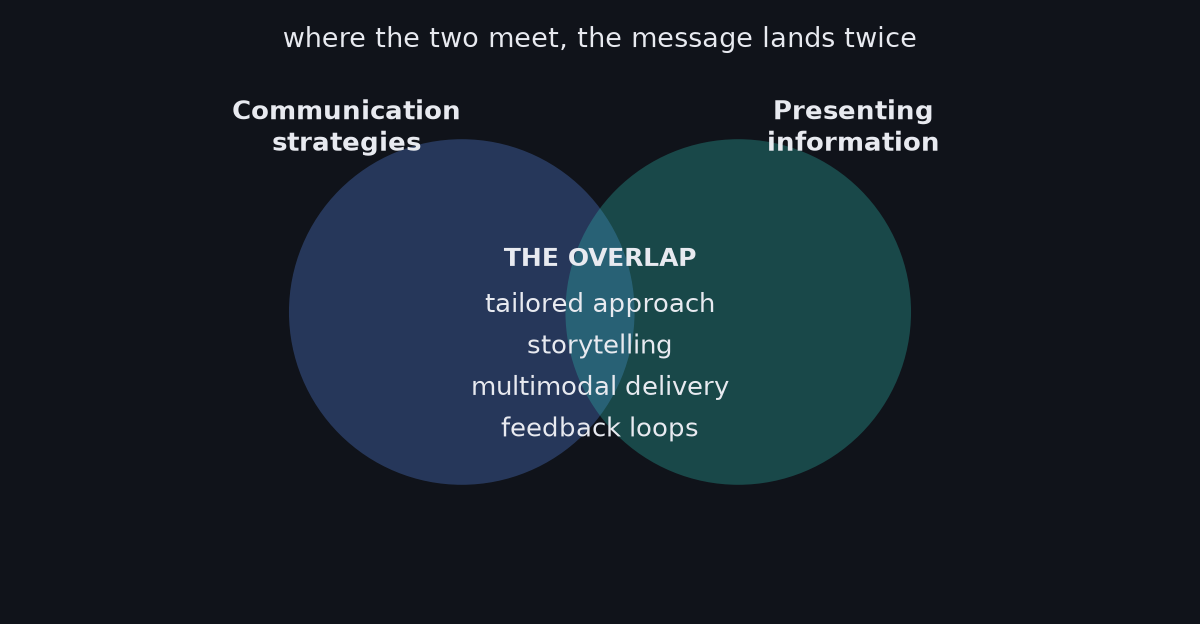 where the two meet, the message lands twice
Communication
strategies
Presenting
information
THE OVERLAP
tailored approach
storytelling
multimodal delivery
feedback loops